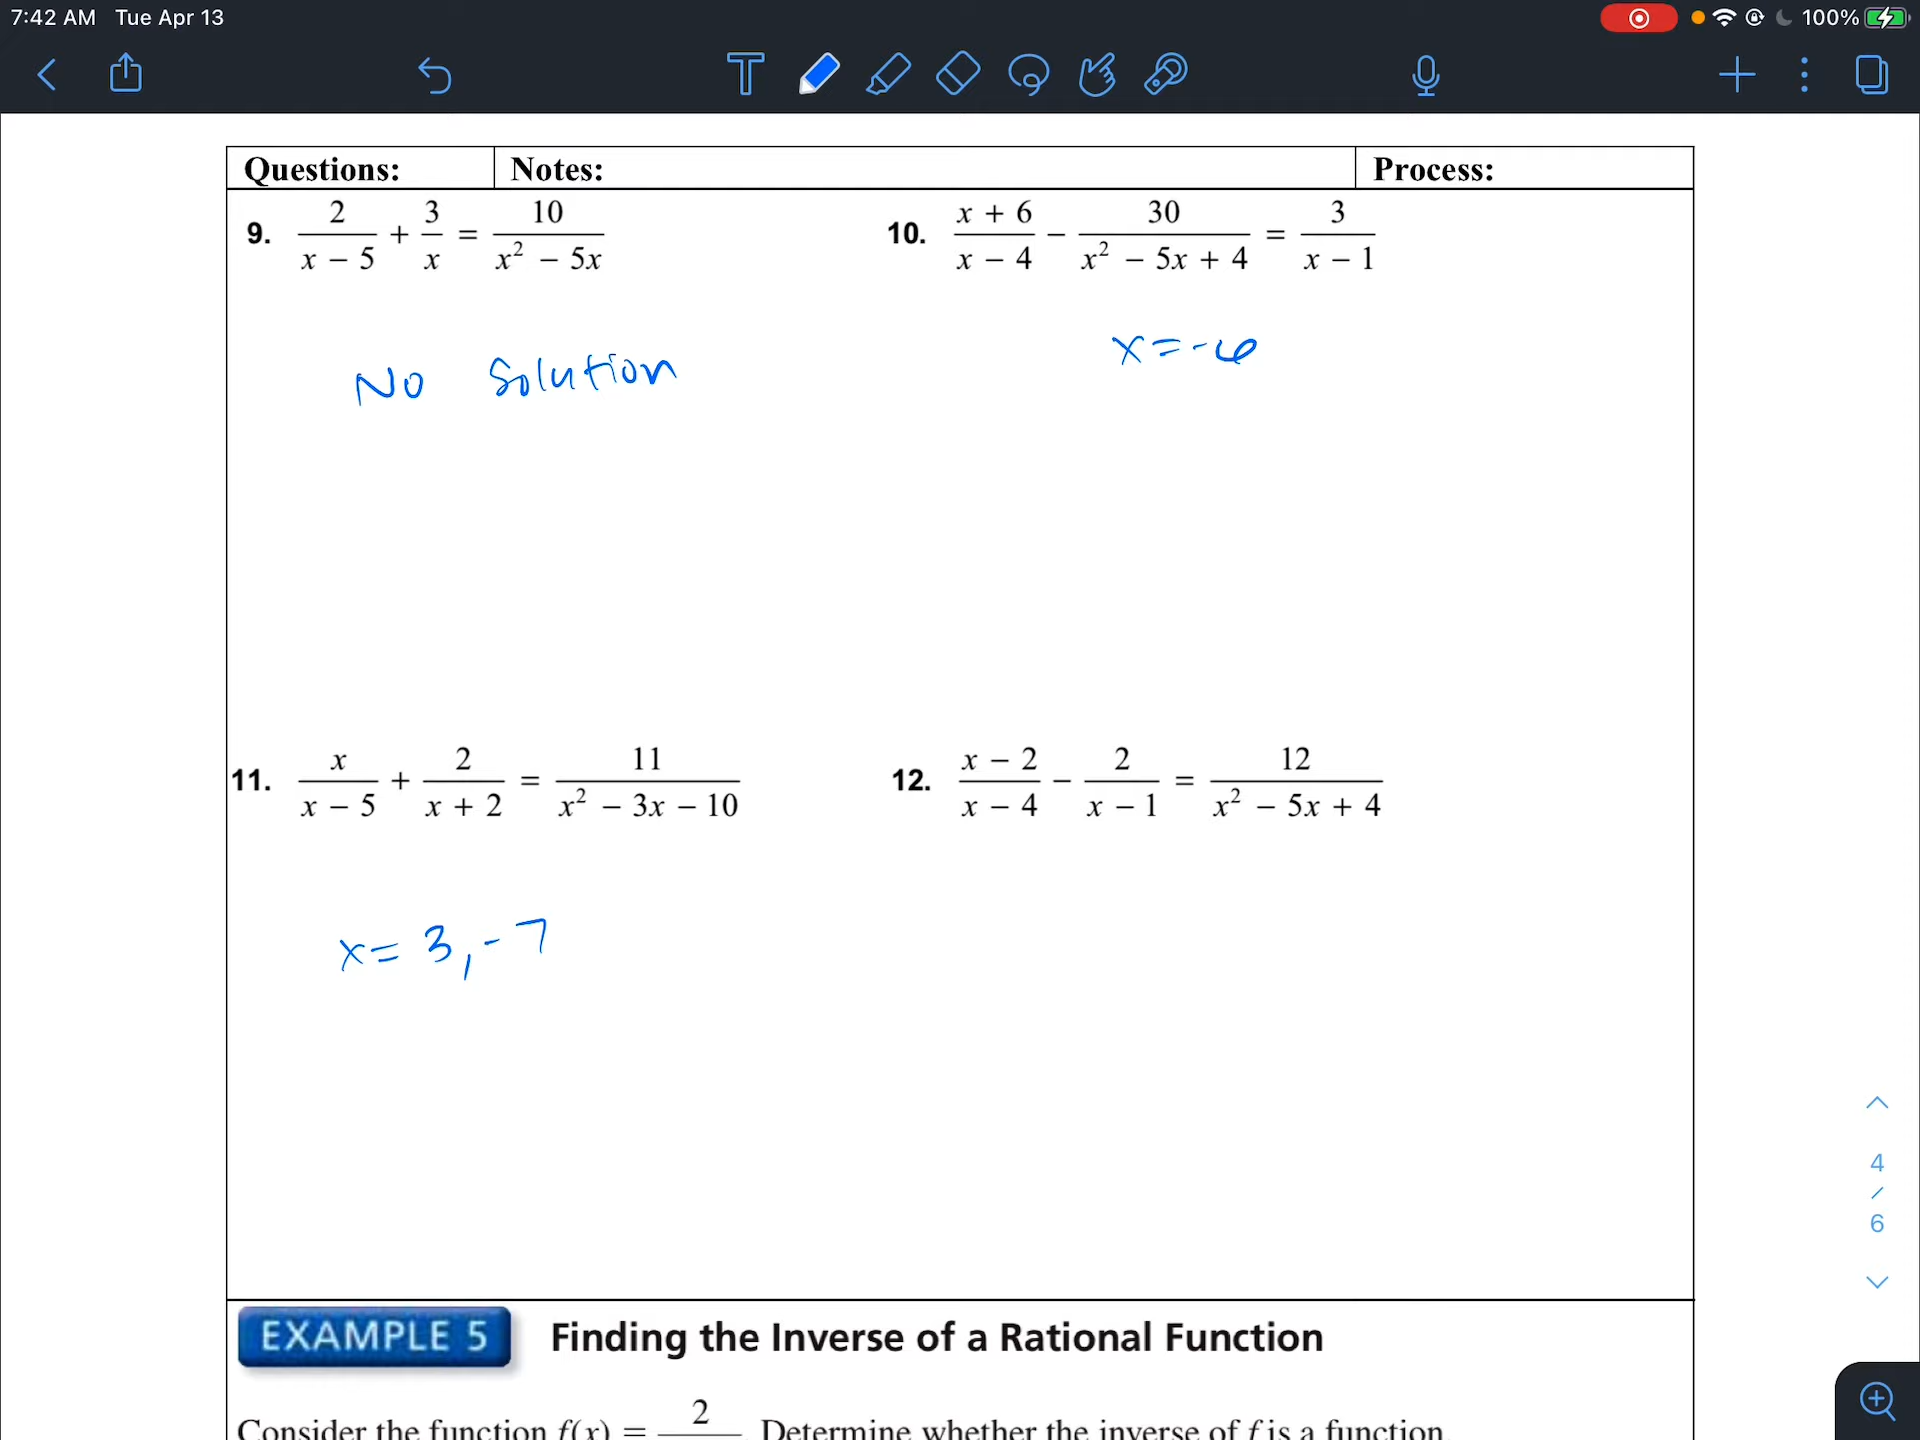 7:42 AM Tue Apr 13 100%
Questions: Notes: Process:
9. 2/(x − 5) + 3/x = 10/(x² − 5x)
10. (x + 6)/(x − 4) − 30/(x² − 5x + 4) = 3/(x − 1)
No Solution
x = -6
11. x/(x − 5) + 2/(x + 2) = 11/(x² − 3x − 10)
12. (x − 2)/(x − 4) − 2/(x − 1) = 12/(x² − 5x + 4)
x = 3, -7
4
/
6
EXAMPLE 5 Finding the Inverse of a Rational Function
Consider the function f(x) = 2/ . Determine whether the inverse of f is a function.